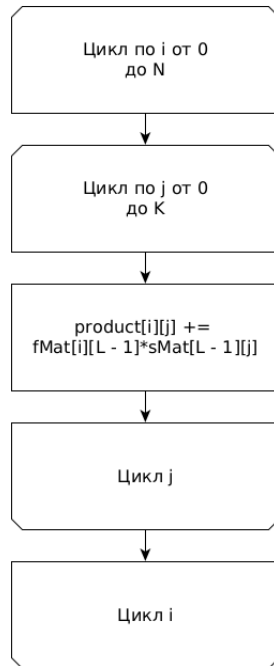 Цикл по i от 0
до N
Цикл по j от 0
до K
product[i][j] +=
fMat[i][L - 1]*sMat[L - 1][j]
Цикл j
Цикл i